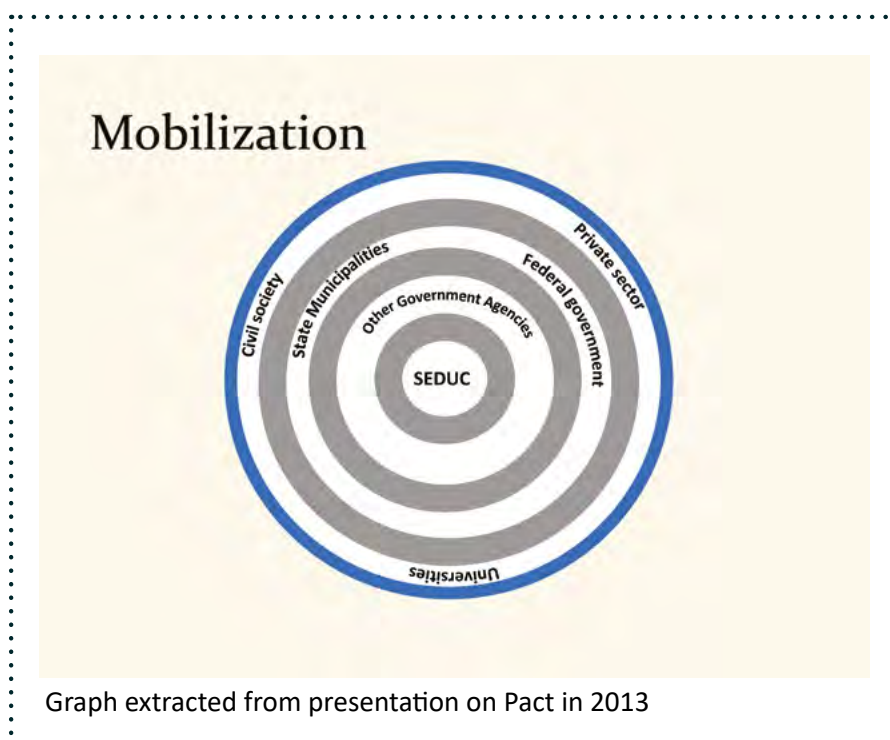 Mobilization
Civil society
Private sector
State Municipalities
Federal government
Other Government Agencies
SEDUC
Universities
Graph extracted from presentation on Pact in 2013